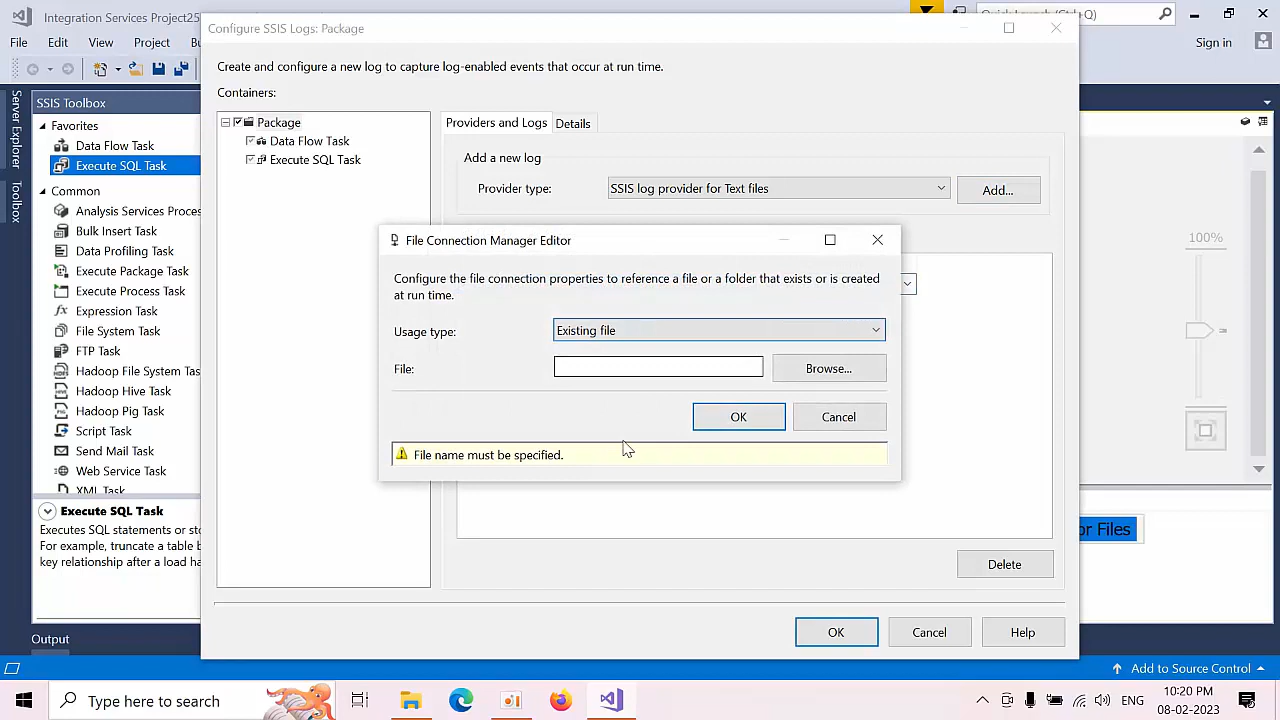 Integration Services Project25
Quick Launch (Ctrl+Q)
File Edit View Project
Sign in
Server Explorer
Toolbox
SSIS Toolbox
Favorites
Data Flow Task
Execute SQL Task
Common
Analysis Services Proce
Bulk Insert Task
Data Profiling Task
Execute Package Task
Execute Process Task
Expression Task
File System Task
FTP Task
Hadoop File System Tas
Hadoop Hive Task
Hadoop Pig Task
Script Task
Send Mail Task
Web Service Task
XML Task
Execute SQL Task
Executes SQL statements or sto
For example, truncate a table b
key relationship after a load ha
Output
Configure SSIS Logs: Package
Create and configure a new log to capture log-enabled events that occur at run time.
Containers:
Package
Data Flow Task
Execute SQL Task
Providers and Logs Details
Add a new log
Provider type: SSIS log provider for Text files Add...
File Connection Manager Editor
Configure the file connection properties to reference a file or a folder that exists or is created
at run time.
Usage type: Existing file
File: Browse...
OK Cancel
File name must be specified.
Delete
OK Cancel Help
100%
or Files
Add to Source Control
Type here to search
ENG
10:20 PM
08-02-2023